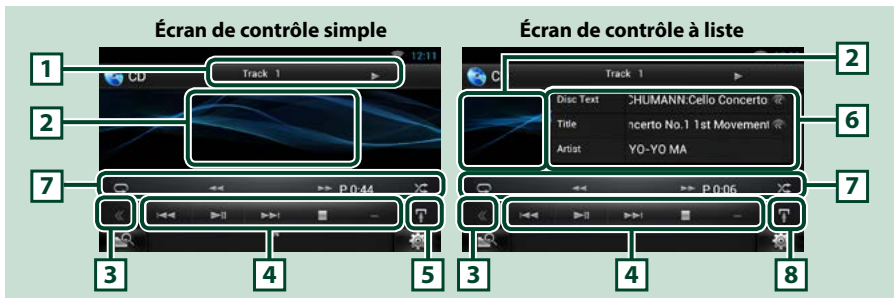 Écran de contrôle simple
Écran de contrôle à liste
12:11
1
CD
Track 1
2
7
P 0:44
3
4
5
2
C
Track 1
Disc Text
CHUMANN:Cello Concerto
Title
ncerto No.1 1st Movement
Artist
YO-YO MA
6
P 0:06
7
3
4
8